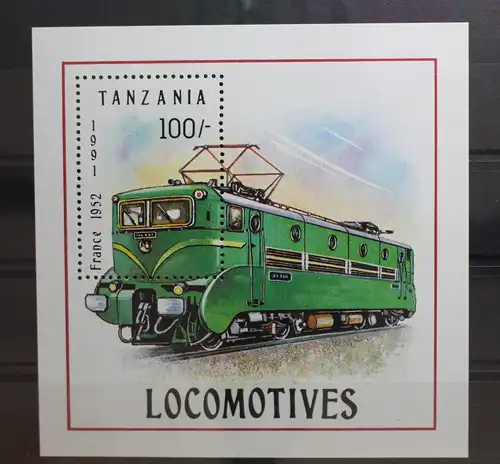 TANZANIA
100/-
1991
France 1952
LOCOMOTIVES